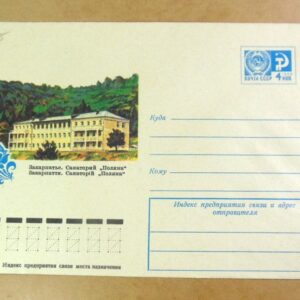 ПОЧТА СССР
4 коп
Куда
Закарпатье. Санаторий „Поляна“
Закарпаття. Санаторій „Поляна“
Кому
Индекс предприятия связи и адрес
отправителя
Индекс предприятия связи места назначения